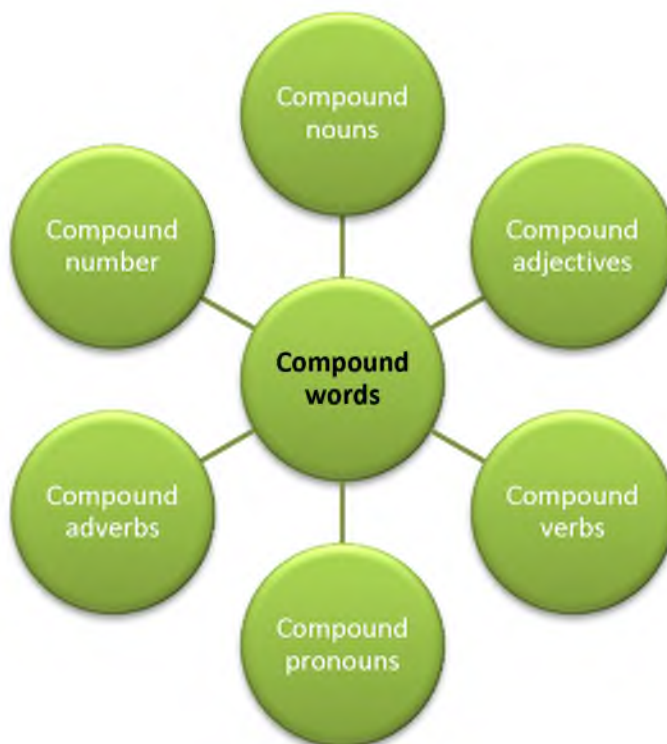 Compound
nouns
Compound
adjectives
Compound
verbs
Compound
pronouns
Compound
adverbs
Compound
number
Compound
words